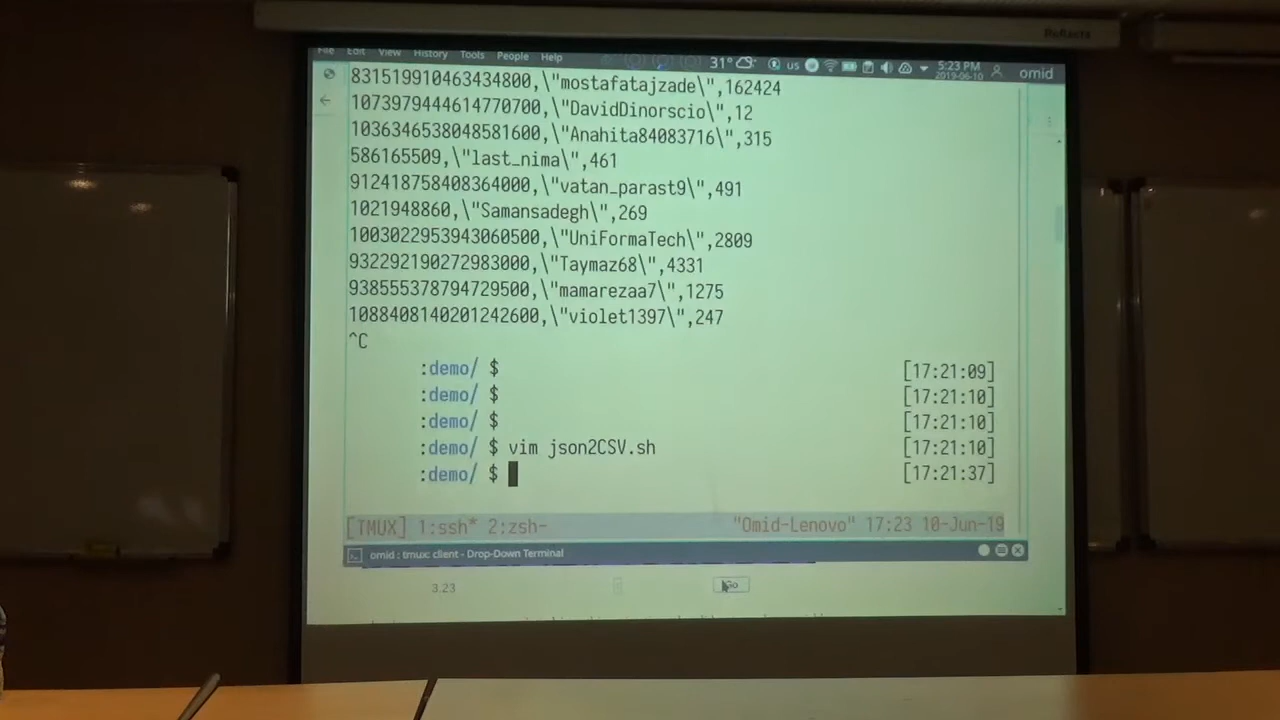 File Edit View History Tools People Help 31° us 5:23 PM 2019-06-10 omid
831519910463434800,\"mostafatajzade\",162424
1073979444614770700,\"DavidDinorscio\",12
1036346538048581600,\"Anahita84083716\",315
586165509,\"last_nima\",461
912418758408364000,\"vatan_parast9\",491
1021948860,\"Samansadegh\",269
1003022953943060500,\"UniFormaTech\",2809
932292190272983000,\"Taymaz68\",4331
938555378794729500,\"mamarezaa7\",1275
1088408140201242600,\"violet1397\",247
^C
:demo/ $ [17:21:09]
:demo/ $ [17:21:10]
:demo/ $ [17:21:10]
:demo/ $ vim json2CSV.sh [17:21:10]
:demo/ $ [17:21:37]
[TMUX] 1:ssh* 2:zsh- "Omid-Lenovo" 17:23 10-Jun-19
omid : tmux: client - Drop-Down Terminal
3.23 Go